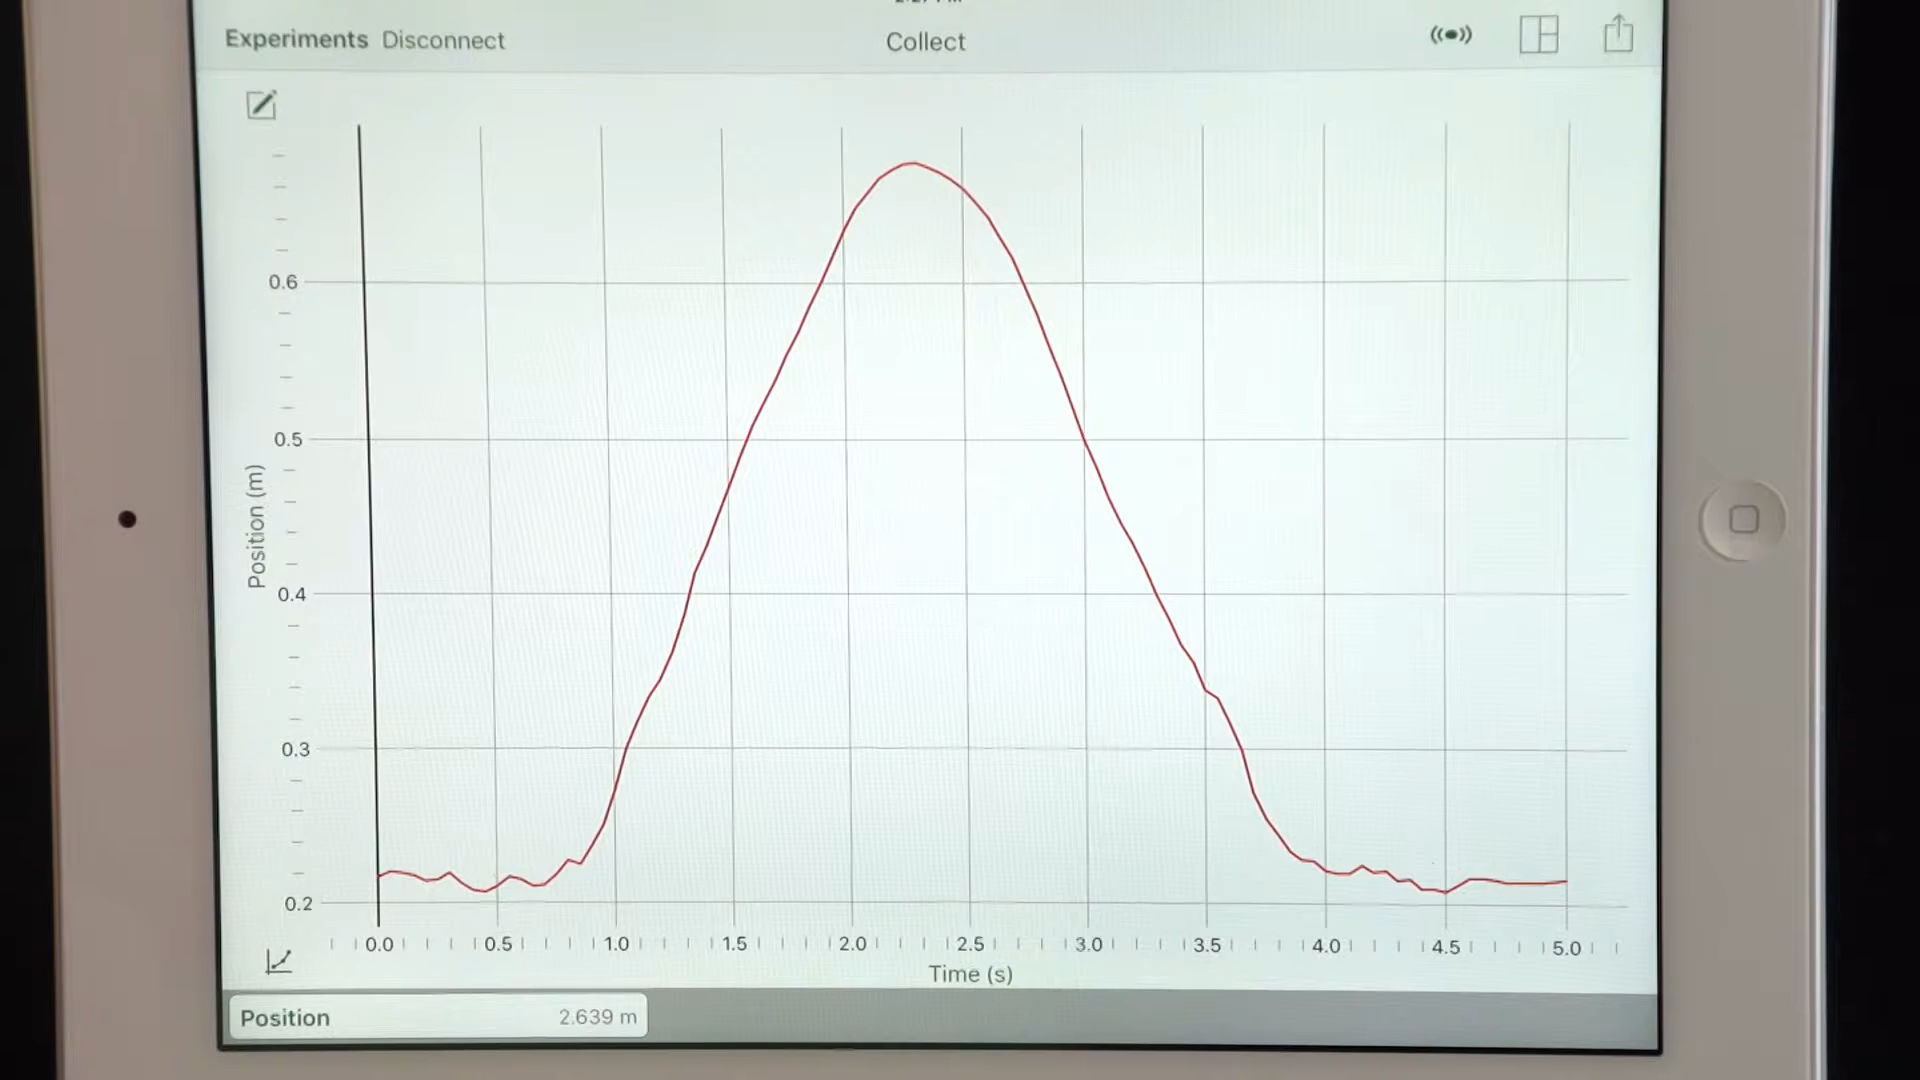 Experiments Disconnect
Collect
0.6
0.5
0.4
0.3
0.2
Position (m)
0.0 0.5 1.0 1.5 2.0 2.5 3.0 3.5 4.0 4.5 5.0
Time (s)
Position 2.639 m